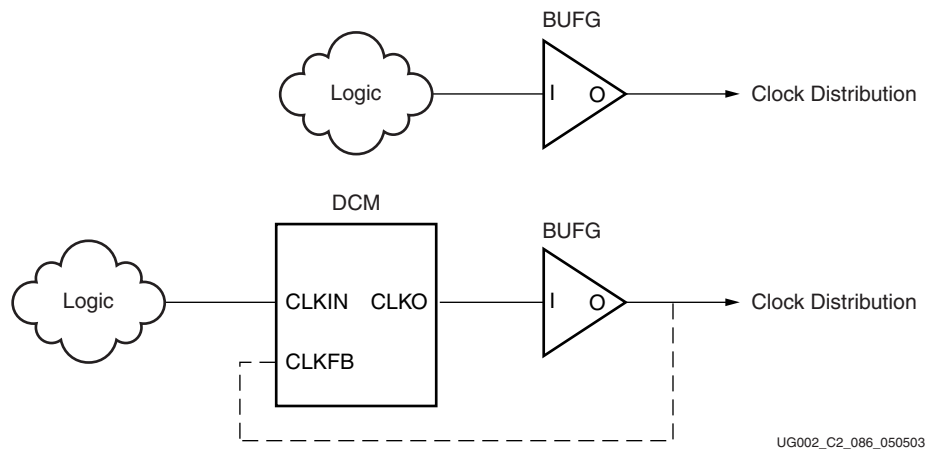 BUFG
Logic
I
O
Clock Distribution
DCM
BUFG
Logic
CLKIN
CLKO
I
O
Clock Distribution
CLKFB
UG002_C2_086_050503